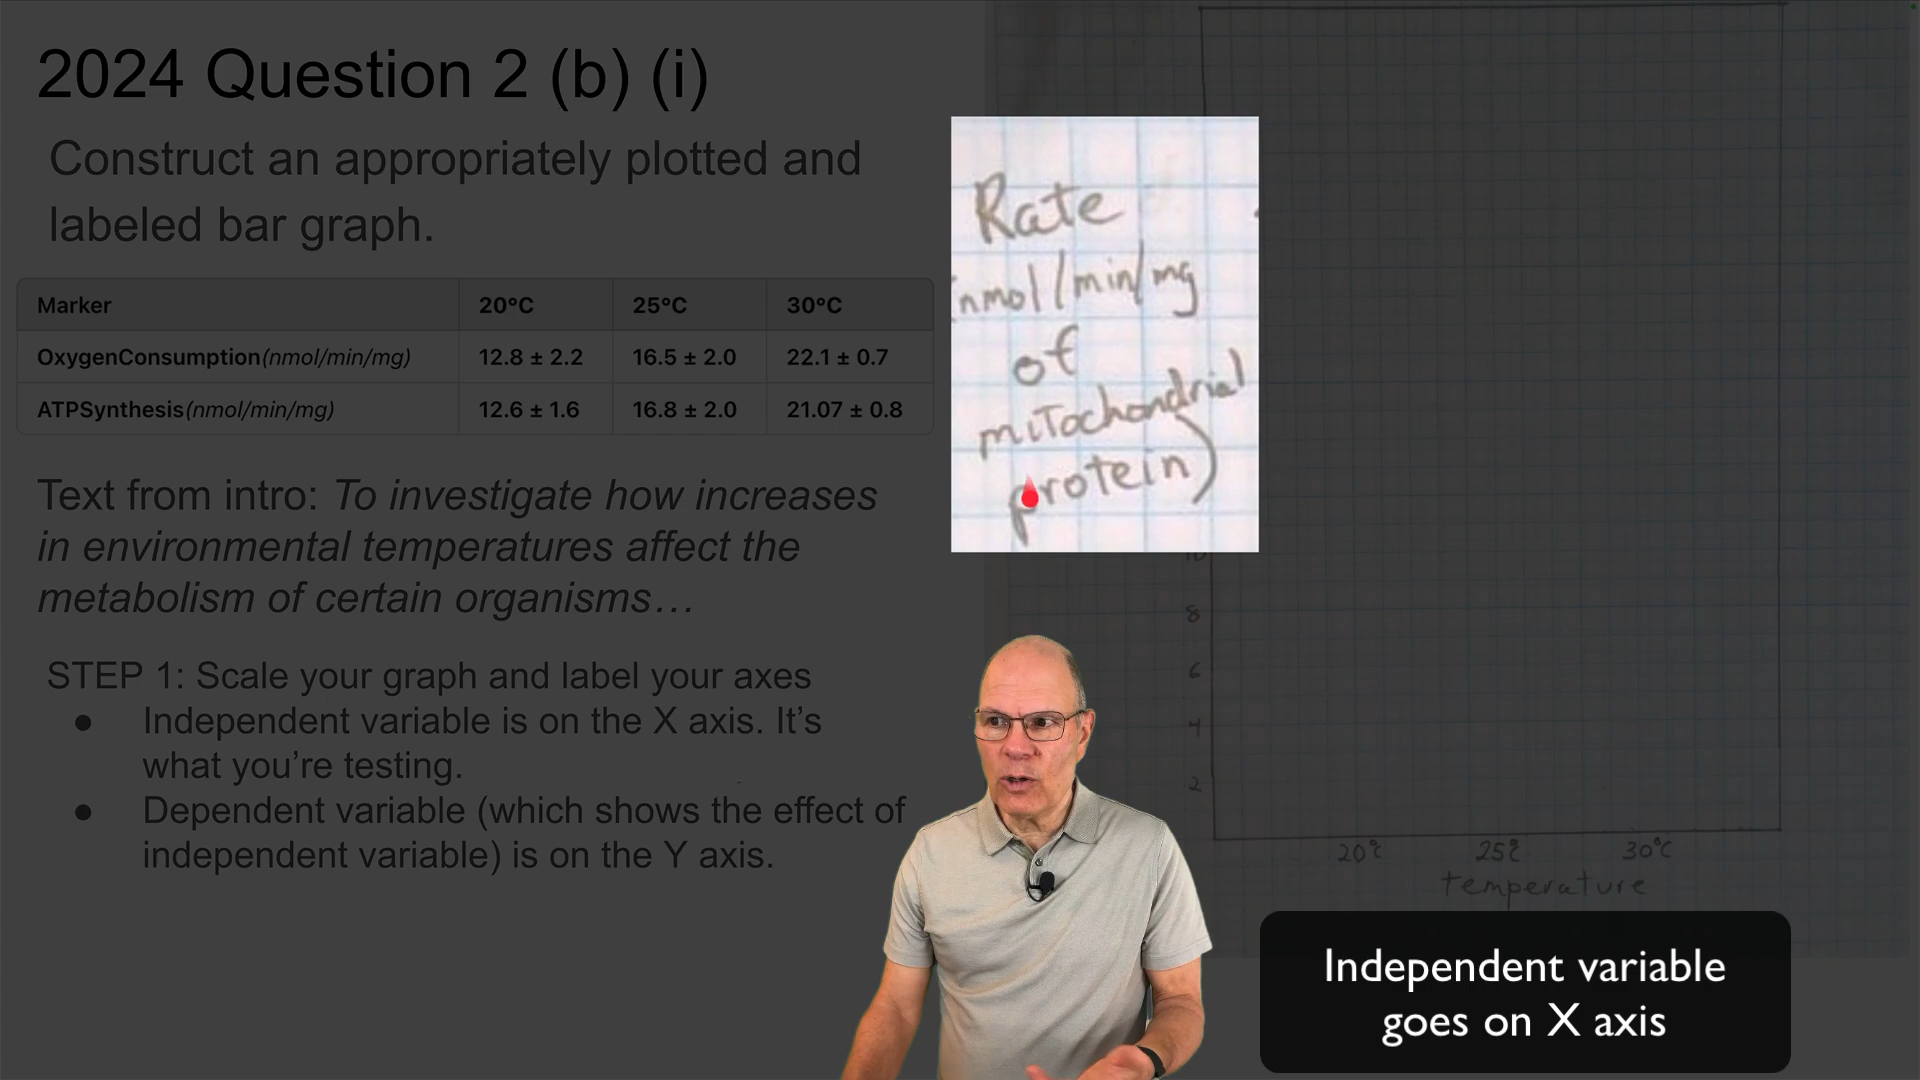 2024 Question 2 (b) (i)
Construct an appropriately plotted and
labeled bar graph.
Marker 20°C 25°C 30°C
OxygenConsumption(nmol/min/mg) 12.8 ± 2.2 16.5 ± 2.0 22.1 ± 0.7
ATPSynthesis(nmol/min/mg) 12.6 ± 1.6 16.8 ± 2.0 21.07 ± 0.8
Text from intro: To investigate how increases
in environmental temperatures affect the
metabolism of certain organisms…
STEP 1: Scale your graph and label your axes
● Independent variable is on the X axis. It’s
what you’re testing.
● Dependent variable (which shows the effect of
independent variable) is on the Y axis.
Rate
(nmol/min/mg
of
mitochondrial
protein)
10
8
6
4
2
20°C 25°C 30°C
temperature
Independent variable
goes on X axis